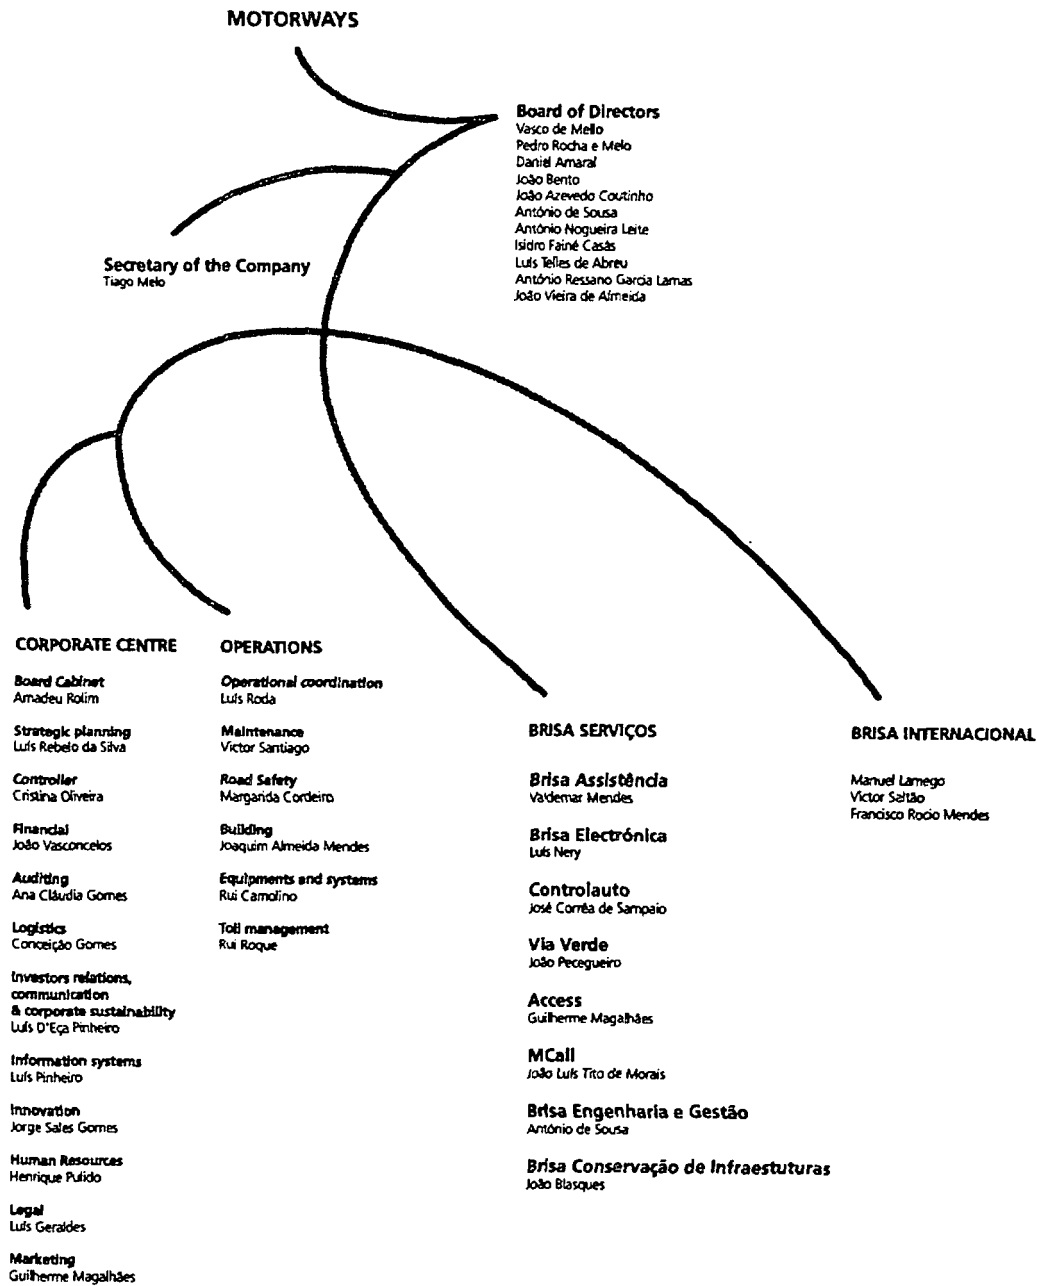 MOTORWAYS
Board of Directors
Vasco de Mello
Pedro Rocha e Melo
Daniel Amaral
João Bento
João Azevedo Coutinho
António de Sousa
António Nogueira Leite
Isidro Fainé Casàs
Luís Telles de Abreu
António Ressano Garcia Lamas
João Vieira de Almeida
Secretary of the Company
Tiago Melo
CORPORATE CENTRE
Board Cabinet
Amadeu Rolim
Strategic planning
Luís Rebelo da Silva
Controller
Cristina Oliveira
Financial
João Vasconcelos
Auditing
Ana Cláudia Gomes
Logistics
Conceição Gomes
Investors relations,
communication
& corporate sustainability
Luís D'Eça Pinheiro
Information systems
Luís Pinheiro
Innovation
Jorge Sales Gomes
Human Resources
Henrique Pulido
Legal
Luís Geraldes
Marketing
Guilherme Magalhães
OPERATIONS
Operational coordination
Luís Roda
Maintenance
Victor Santiago
Road Safety
Margarida Cordeiro
Building
Joaquim Almeida Mendes
Equipments and systems
Rui Camolino
Toll management
Rui Roque
BRISA SERVIÇOS
Brisa Assistência
Valdemar Mendes
Brisa Electrónica
Luís Nery
Controlauto
José Corrêa de Sampaio
Via Verde
João Pecegueiro
Access
Guilherme Magalhães
MCall
João Luís Tito de Morais
Brisa Engenharia e Gestão
António de Sousa
Brisa Conservação de Infraestuturas
João Blasques
BRISA INTERNACIONAL
Manuel Lamego
Victor Saltão
Francisco Rocio Mendes